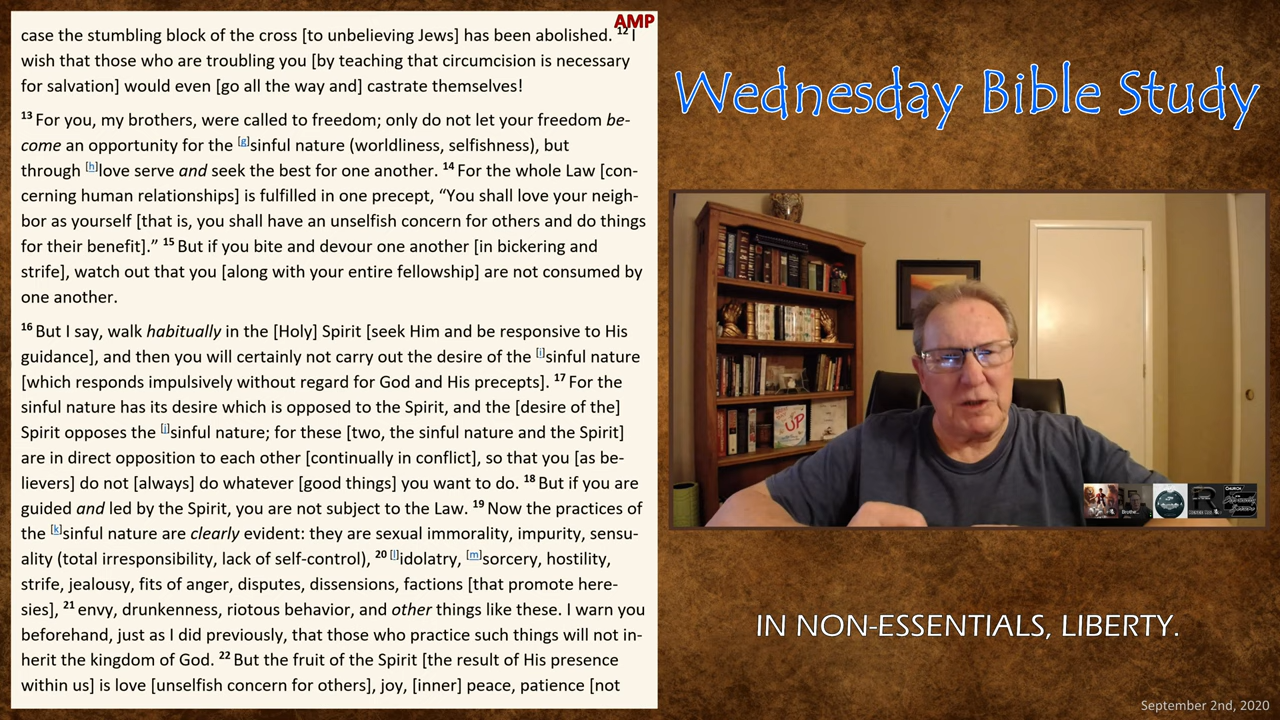 AMP
case the stumbling block of the cross [to unbelieving Jews] has been abolished. 12 I
wish that those who are troubling you [by teaching that circumcision is necessary
for salvation] would even [go all the way and] castrate themselves!
13 For you, my brothers, were called to freedom; only do not let your freedom be-
come an opportunity for the [g]sinful nature (worldliness, selfishness), but
through [h]love serve and seek the best for one another. 14 For the whole Law [con-
cerning human relationships] is fulfilled in one precept, “You shall love your neigh-
bor as yourself [that is, you shall have an unselfish concern for others and do things
for their benefit].” 15 But if you bite and devour one another [in bickering and
strife], watch out that you [along with your entire fellowship] are not consumed by
one another.
16 But I say, walk habitually in the [Holy] Spirit [seek Him and be responsive to His
guidance], and then you will certainly not carry out the desire of the [i]sinful nature
[which responds impulsively without regard for God and His precepts]. 17 For the
sinful nature has its desire which is opposed to the Spirit, and the [desire of the]
Spirit opposes the [j]sinful nature; for these [two, the sinful nature and the Spirit]
are in direct opposition to each other [continually in conflict], so that you [as be-
lievers] do not [always] do whatever [good things] you want to do. 18 But if you are
guided and led by the Spirit, you are not subject to the Law. 19 Now the practices of
the [k]sinful nature are clearly evident: they are sexual immorality, impurity, sensu-
ality (total irresponsibility, lack of self-control), 20 [l]idolatry, [m]sorcery, hostility,
strife, jealousy, fits of anger, disputes, dissensions, factions [that promote here-
sies], 21 envy, drunkenness, riotous behavior, and other things like these. I warn you
beforehand, just as I did previously, that those who practice such things will not in-
herit the kingdom of God. 22 But the fruit of the Spirit [the result of His presence
within us] is love [unselfish concern for others], joy, [inner] peace, patience [not
Wednesday Bible Study
UP
Brothe...
CHURCH
IN NON-ESSENTIALS, LIBERTY.
September 2nd, 2020